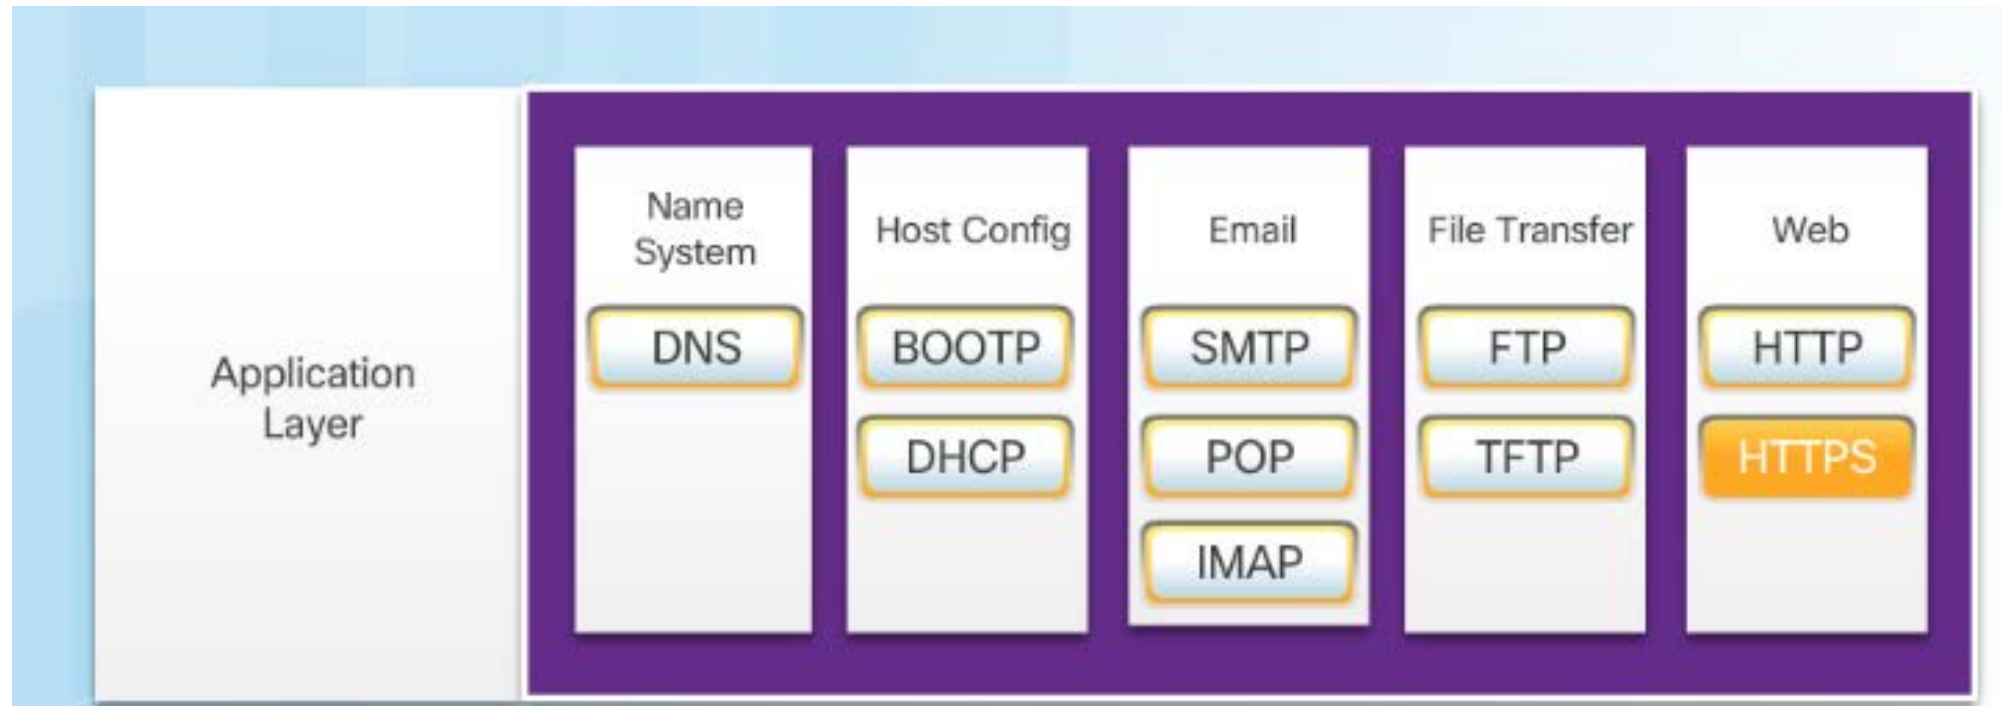 Application
Layer
Name
System
DNS
Host Config
BOOTP
DHCP
Email
SMTP
POP
IMAP
File Transfer
FTP
TFTP
Web
HTTP
HTTPS